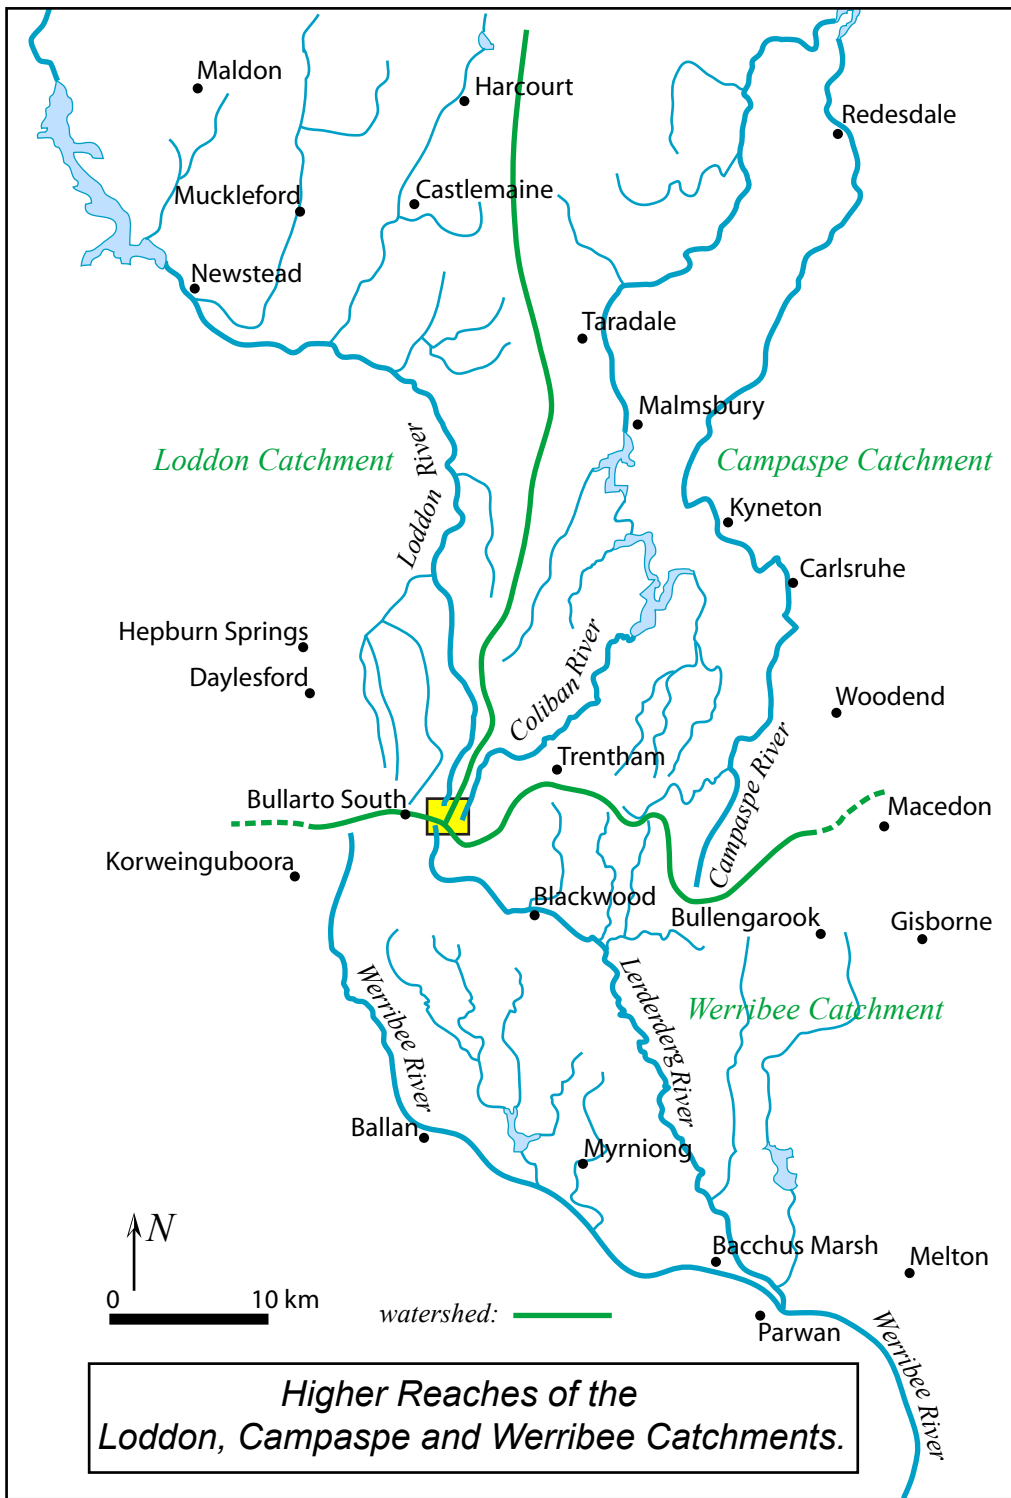 Maldon
Harcourt
Redesdale
Muckleford
Castlemaine
Newstead
Taradale
Malmsbury
Loddon Catchment
Loddon River
Campaspe Catchment
Kyneton
Carlsruhe
Hepburn Springs
Daylesford
Coliban River
Woodend
Trentham
Campaspe River
Bullarto South
Macedon
Korweinguboora
Blackwood
Bullengarook
Gisborne
Werribee River
Lerderderg River
Werribee Catchment
Ballan
Myrniong
N
Bacchus Marsh
Melton
0 10 km
watershed:
Parwan
Werribee River
Higher Reaches of the
Loddon, Campaspe and Werribee Catchments.